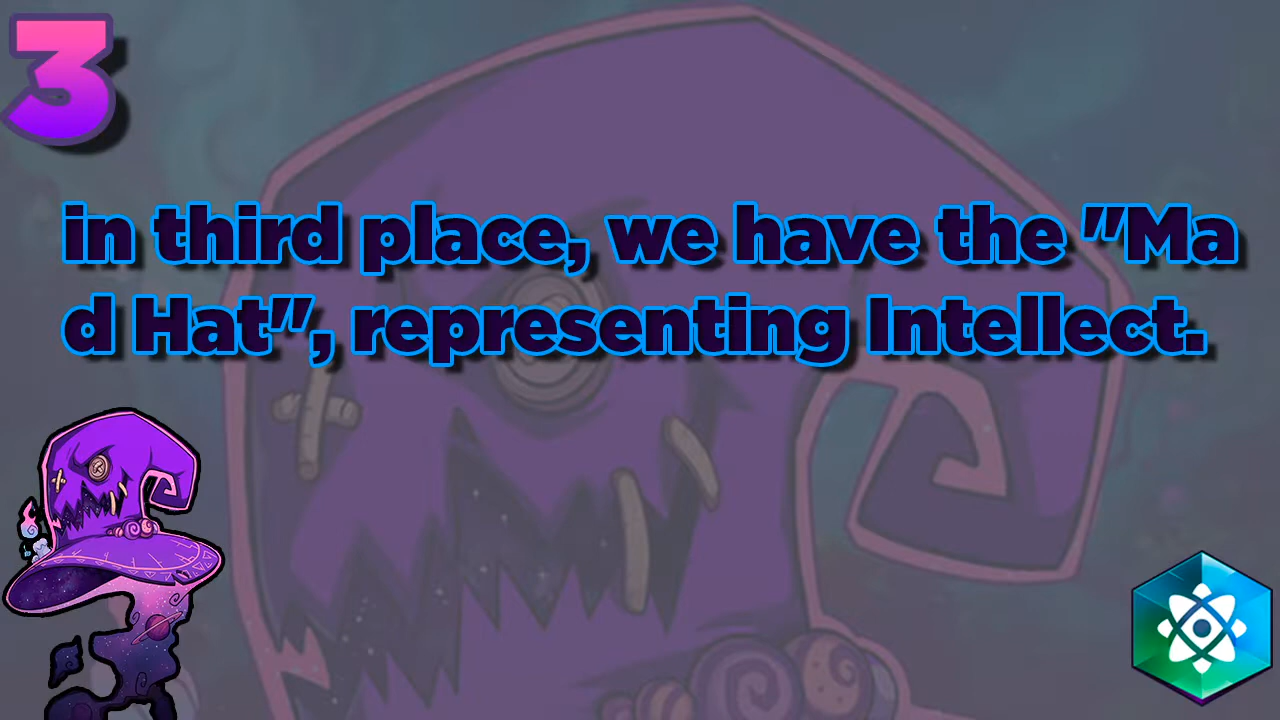 3
in third place, we have the "Ma
d Hat", representing Intellect.